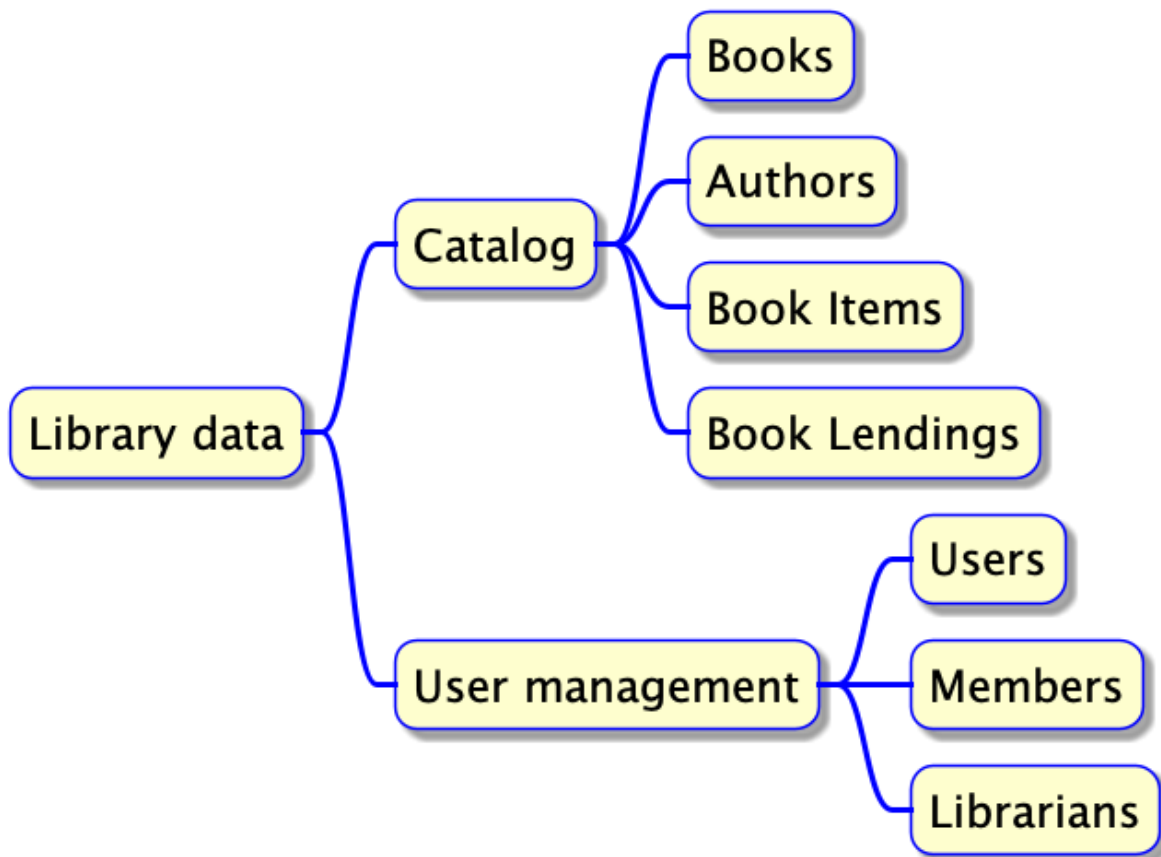 Library data
Catalog
Books
Authors
Book Items
Book Lendings
User management
Users
Members
Librarians